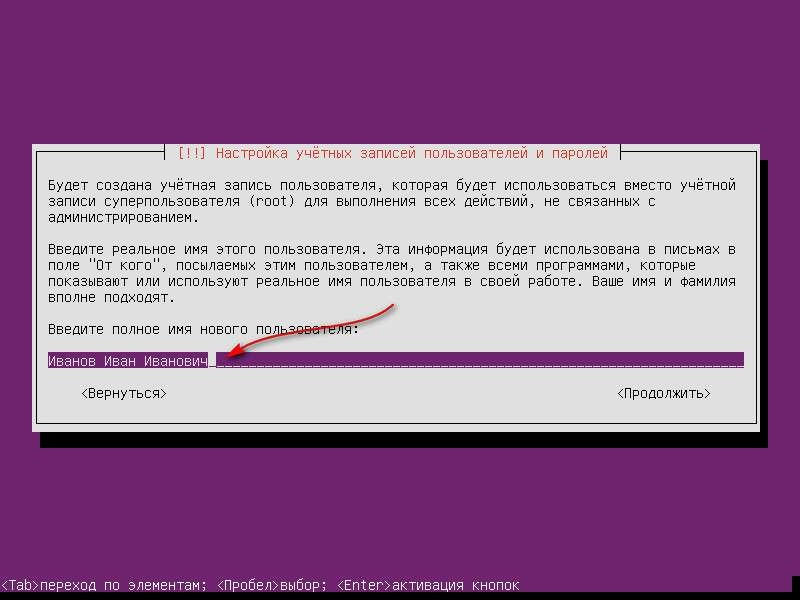 [!!] Настройка учётных записей пользователей и паролей
Будет создана учётная запись пользователя, которая будет использоваться вместо учётной
записи суперпользователя (root) для выполнения всех действий, не связанных с
администрированием.
Введите реальное имя этого пользователя. Эта информация будет использована в письмах в
поле "От кого", посылаемых этим пользователем, а также всеми программами, которые
показывают или используют реальное имя пользователя в своей работе. Ваше имя и фамилия
вполне подходят.
Введите полное имя нового пользователя:
Иванов Иван Иванович
<Вернуться> <Продолжить>
<Tab>переход по элементам; <Пробел>выбор; <Enter>активация кнопок